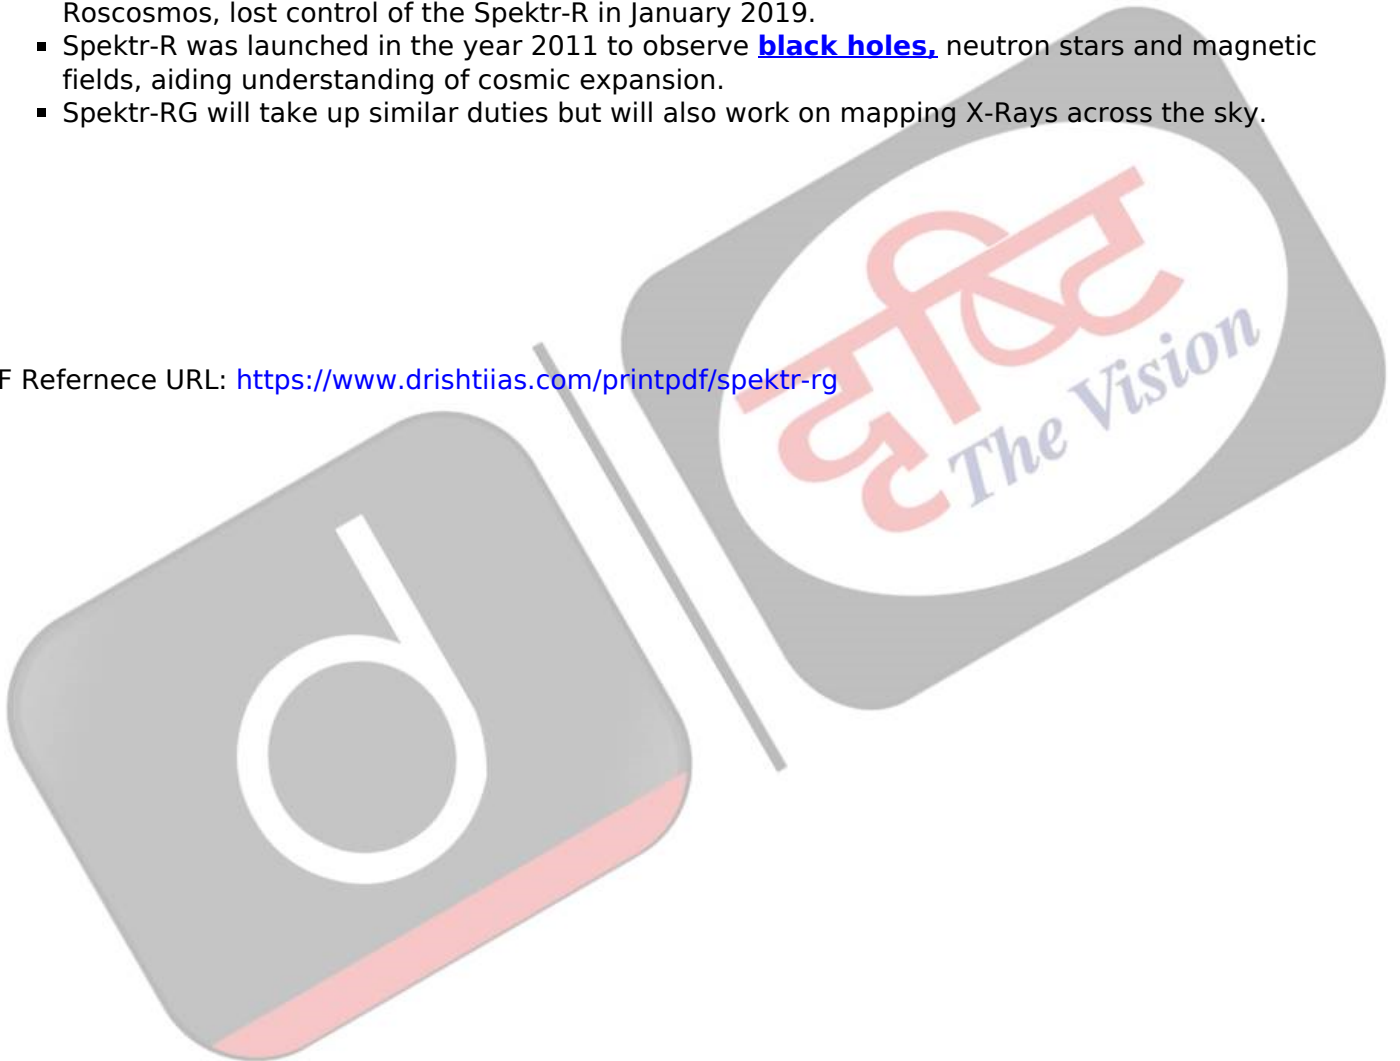 Roscosmos, lost control of the Spektr-R in January 2019.
▪ Spektr-R was launched in the year 2011 to observe black holes, neutron stars and magnetic
fields, aiding understanding of cosmic expansion.
▪ Spektr-RG will take up similar duties but will also work on mapping X-Rays across the sky.
दृष्टि
The Vision
F Refernece URL: https://www.drishtiias.com/printpdf/spektr-rg
d